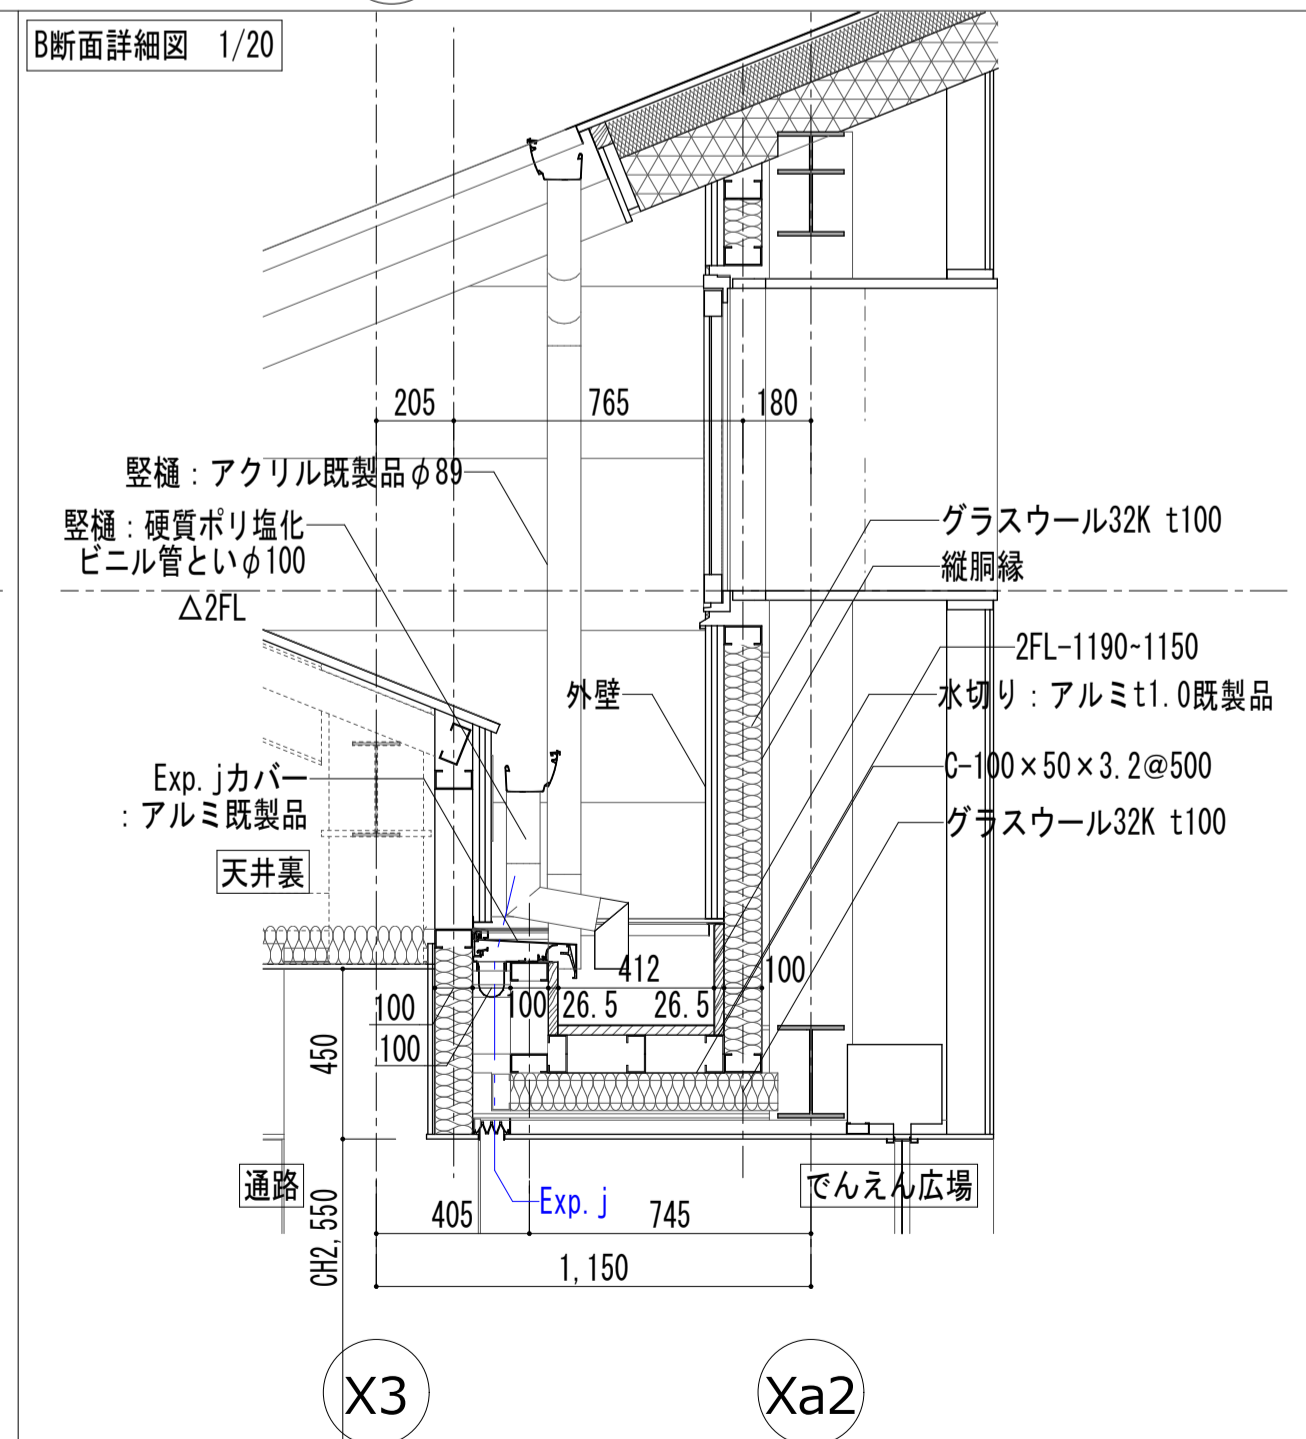 B断面詳細図　1/20
205
765
180
竪樋：アクリル既製品φ89
竪樋：硬質ポリ塩化
ビニル管といφ100
△2FL
グラスウール32K t100
縦胴縁
2FL-1190~1150
外壁
水切り：アルミt1.0既製品
Exp.jカバー
：アルミ既製品
C-100×50×3.2@500
グラスウール32K t100
天井裏
412
100
100
100
26.5
26.5
100
450
通路
でんえん広場
CH2,550
405
Exp.j
745
1,150
X3
Xa2